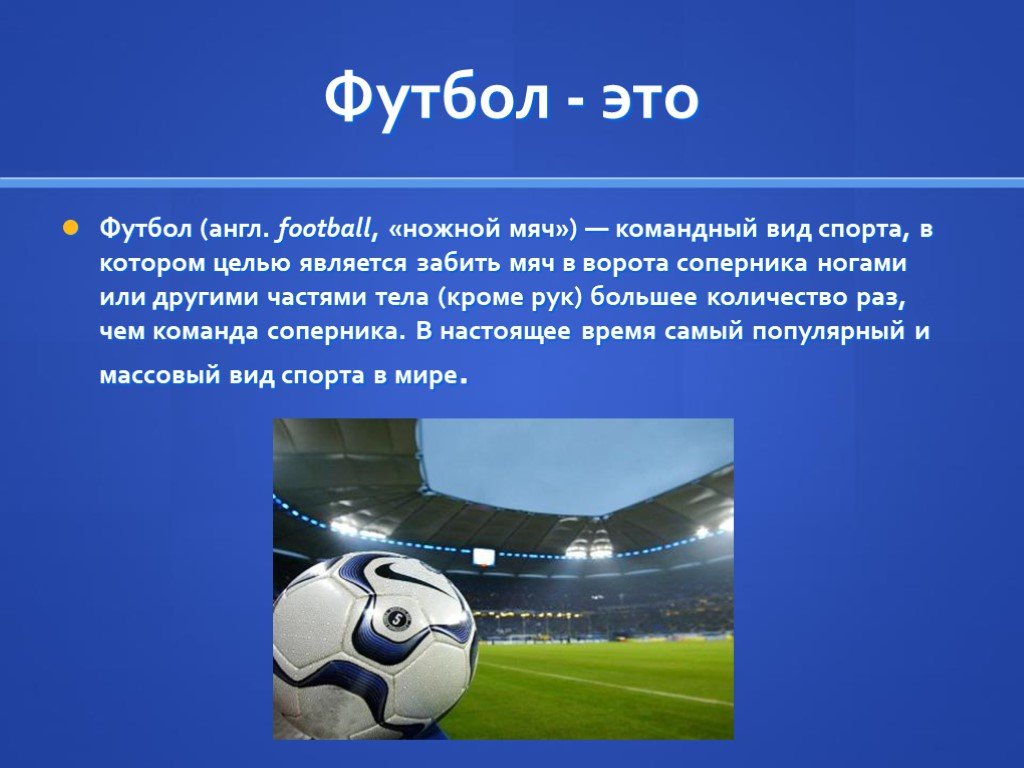 Футбол - это
Футбол (англ. football, «ножной мяч») — командный вид спорта, в
котором целью является забить мяч в ворота соперника ногами
или другими частями тела (кроме рук) большее количество раз,
чем команда соперника. В настоящее время самый популярный и
массовый вид спорта в мире.
5